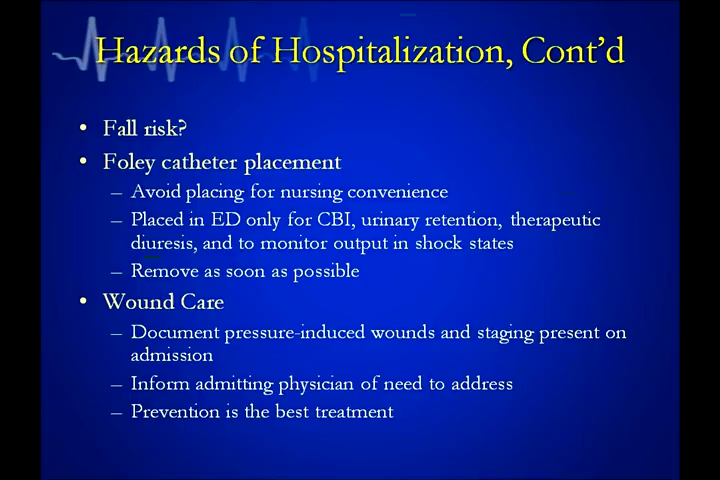 Hazards of Hospitalization, Cont’d
• Fall risk?
• Foley catheter placement
– Avoid placing for nursing convenience
– Placed in ED only for CBI, urinary retention, therapeutic
diuresis, and to monitor output in shock states
– Remove as soon as possible
• Wound Care
– Document pressure-induced wounds and staging present on
admission
– Inform admitting physician of need to address
– Prevention is the best treatment